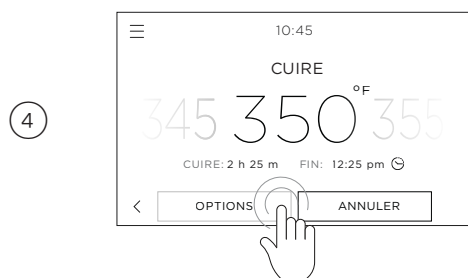 10:45
CUIRE
345 350°F 355
4
CUIRE: 2 h 25 m FIN: 12:25 pm
OPTIONS ANNULER